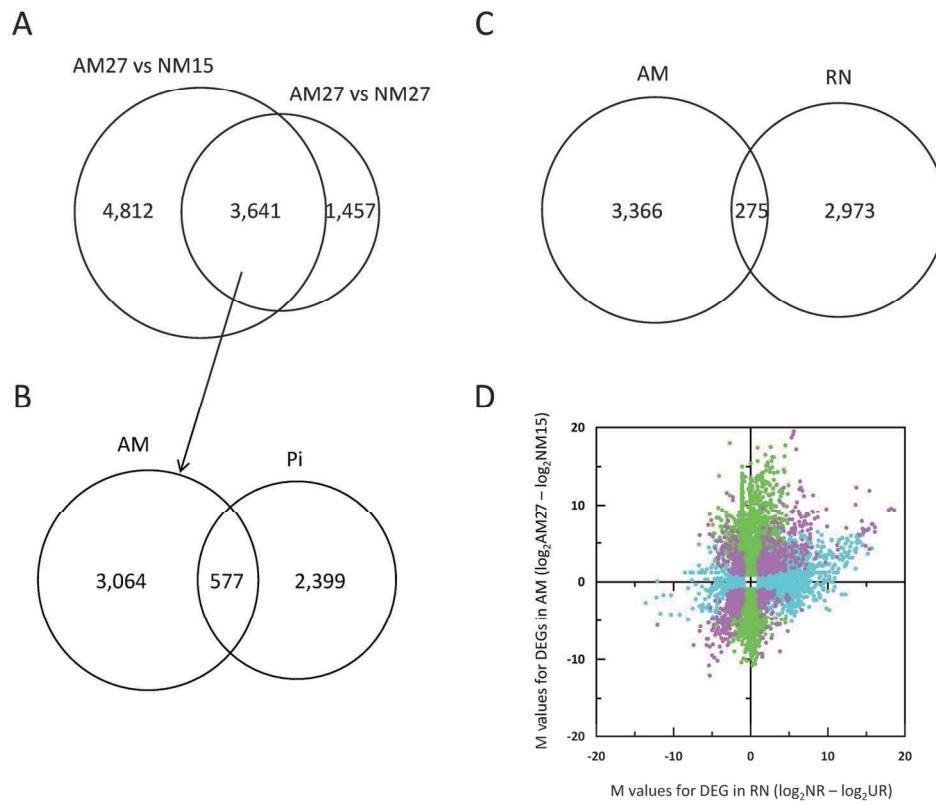 A
AM27 vs NM15
AM27 vs NM27
4,812
3,641
1,457
C
AM
RN
3,366
275
2,973
B
AM
Pi
3,064
577
2,399
D
M values for DEGs in AM (log₂AM27 – log₂NM15)
20
10
0
-10
-20
-20
-10
0
10
20
M values for DEG in RN (log₂NR – log₂UR)